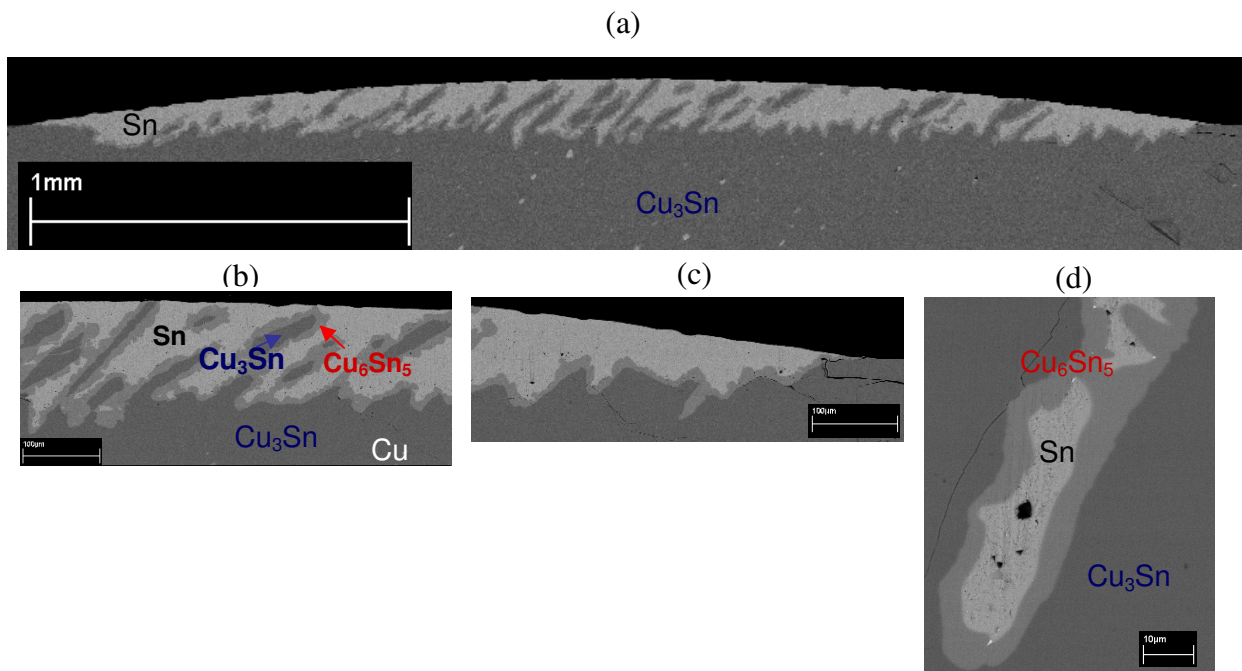 (a)
Sn
1mm
Cu₃Sn
(b)
Sn
Cu₃Sn
Cu₆Sn₅
Cu₃Sn
Cu
100µm
(c)
100µm
(d)
Cu₆Sn₅
Sn
Cu₃Sn
10µm